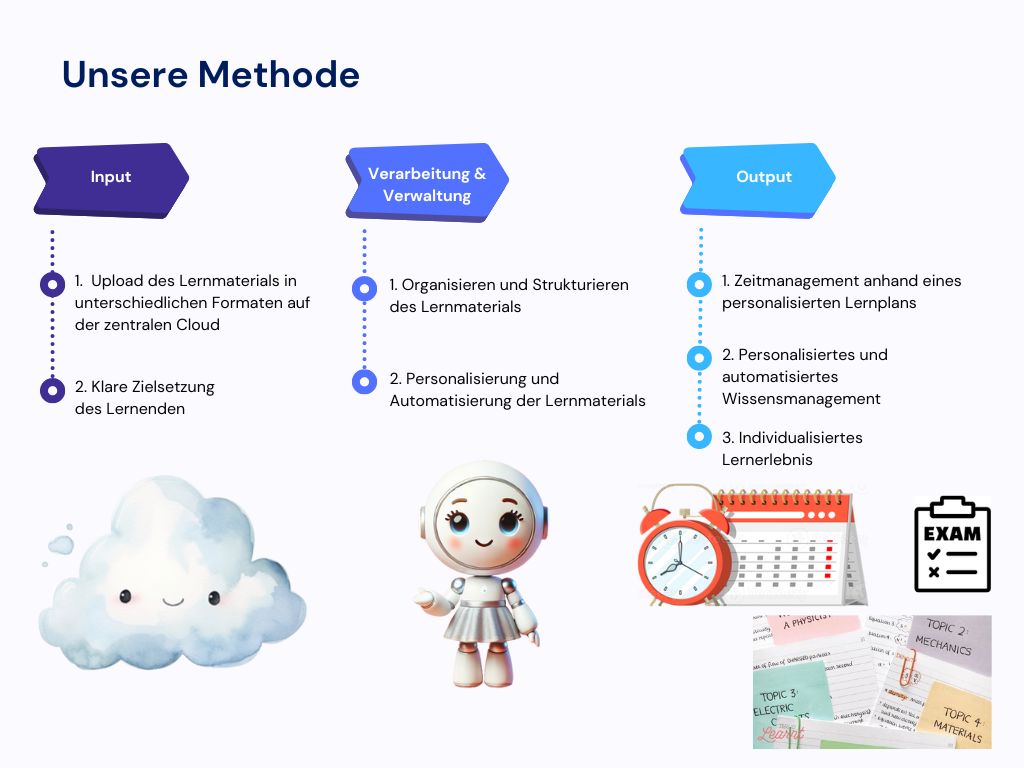 Unsere Methode
Input
1. Upload des Lernmaterials in
unterschiedlichen Formaten auf
der zentralen Cloud
2. Klare Zielsetzung
des Lernenden
Verarbeitung &
Verwaltung
1. Organisieren und Strukturieren
des Lernmaterials
2. Personalisierung und
Automatisierung der Lernmaterials
Output
1. Zeitmanagement anhand eines
personalisierten Lernplans
2. Personalisiertes und
automatisiertes
Wissensmanagement
3. Individualisiertes
Lernerlebnis
EXAM
A PHYSICIST
TOPIC 2:
MECHANICS
TOPIC 3:
ELECTRIC
TOPIC 4:
MATERIALS
Learnt